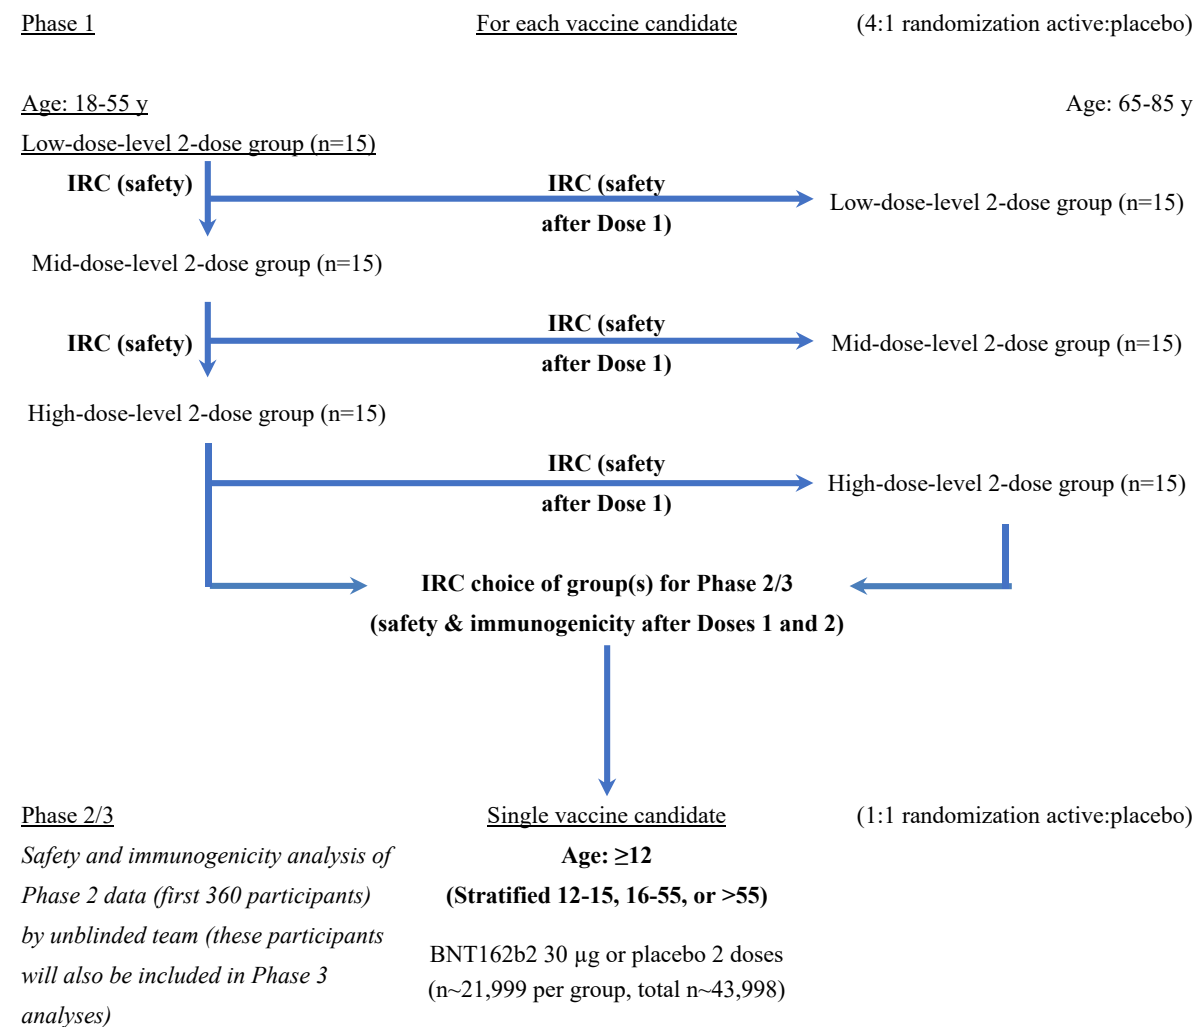 Phase 1 For each vaccine candidate (4:1 randomization active:placebo)
Age: 18-55 y Age: 65-85 y
Low-dose-level 2-dose group (n=15)
IRC (safety) IRC (safety
after Dose 1)
Low-dose-level 2-dose group (n=15)
Mid-dose-level 2-dose group (n=15)
IRC (safety) IRC (safety
after Dose 1)
Mid-dose-level 2-dose group (n=15)
High-dose-level 2-dose group (n=15)
IRC (safety
after Dose 1)
High-dose-level 2-dose group (n=15)
IRC choice of group(s) for Phase 2/3
(safety & immunogenicity after Doses 1 and 2)
Phase 2/3 Single vaccine candidate (1:1 randomization active:placebo)
Safety and immunogenicity analysis of
Phase 2 data (first 360 participants)
by unblinded team (these participants
will also be included in Phase 3
analyses)
Age: ≥12
(Stratified 12-15, 16-55, or >55)
BNT162b2 30 µg or placebo 2 doses
(n~21,999 per group, total n~43,998)